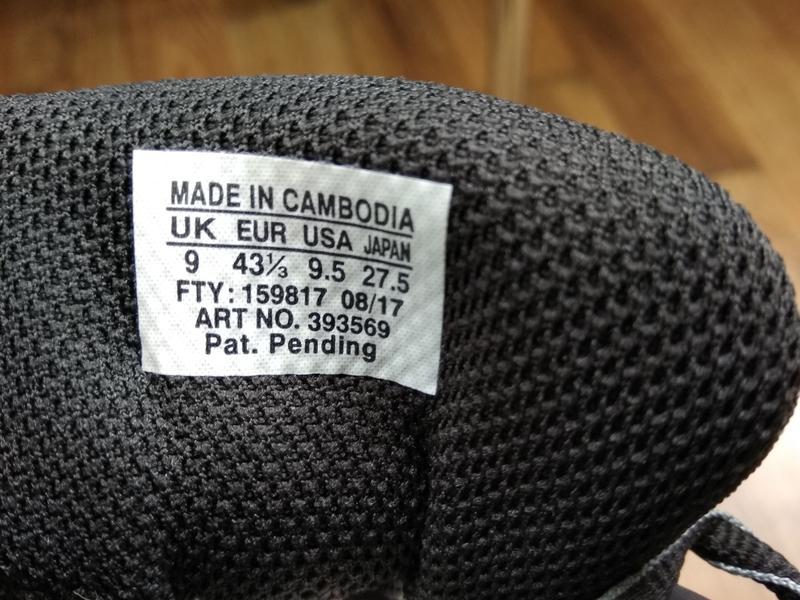 MADE IN CAMBODIA
UK EUR USA JAPAN
9 43⅓ 9.5 27.5
FTY: 159817 08/17
ART NO. 393569
Pat. Pending